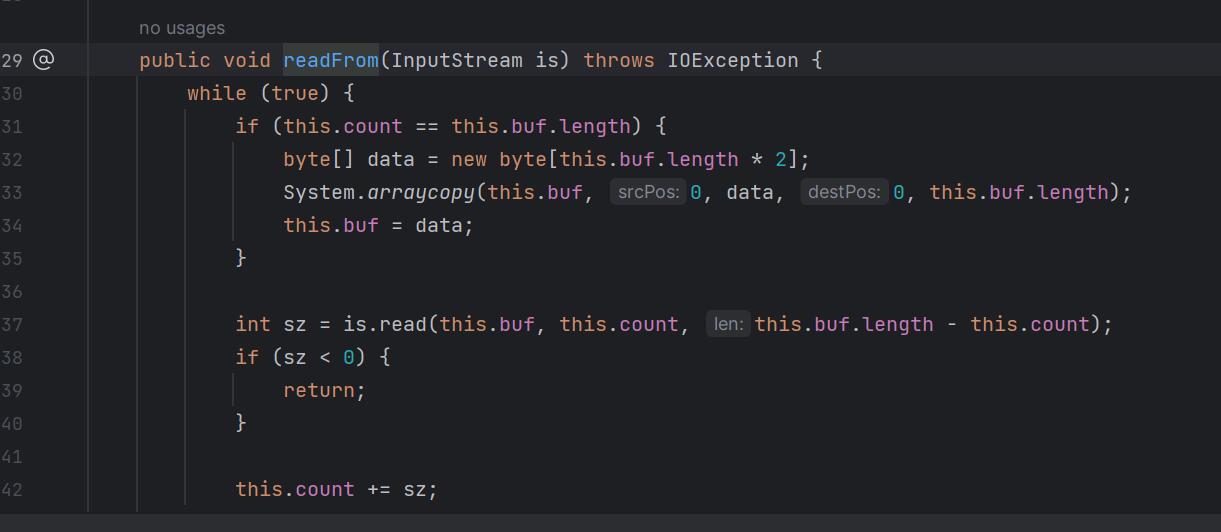 no usages
29 @ public void readFrom(InputStream is) throws IOException {
30 while (true) {
31 if (this.count == this.buf.length) {
32 byte[] data = new byte[this.buf.length * 2];
33 System.arraycopy(this.buf, srcPos: 0, data, destPos: 0, this.buf.length);
34 this.buf = data;
35 }
36
37 int sz = is.read(this.buf, this.count, len: this.buf.length - this.count);
38 if (sz < 0) {
39 return;
40 }
41
42 this.count += sz;